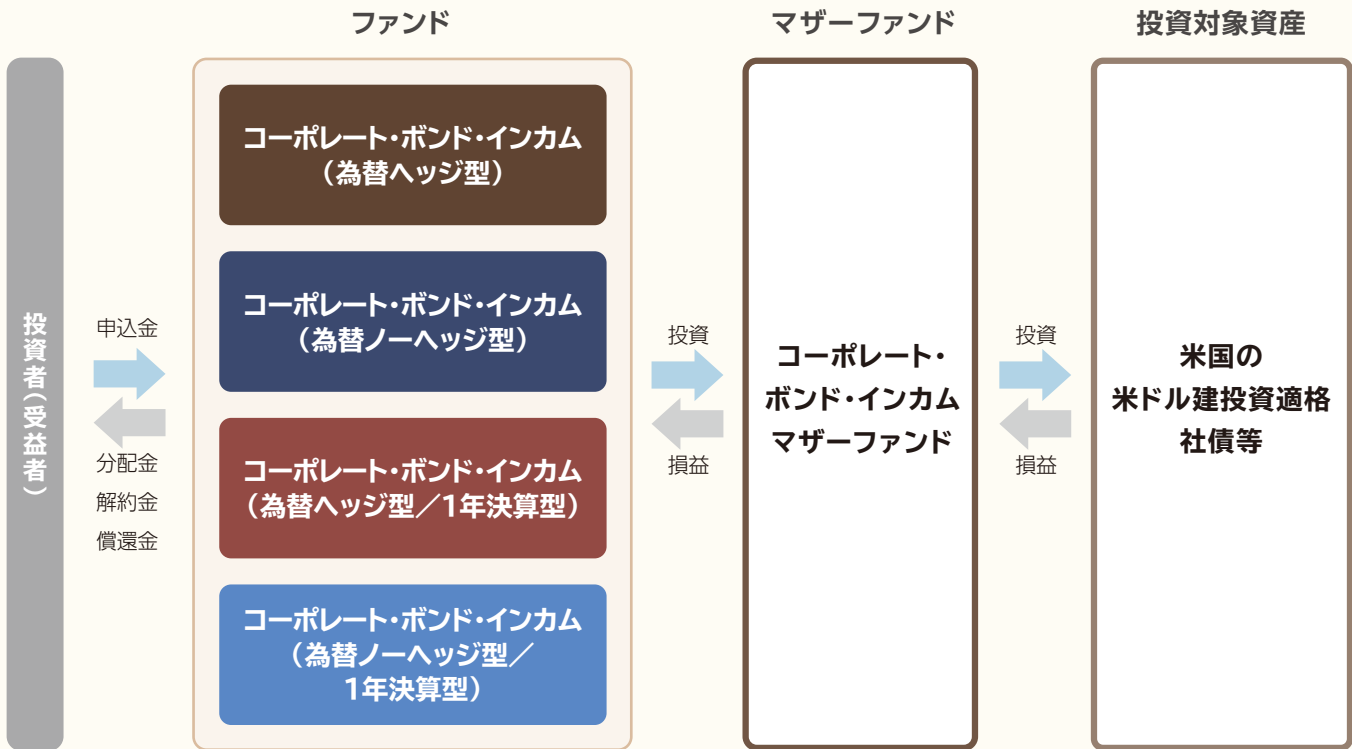 ファンド
マザーファンド
投資対象資産
投資者(受益者)
申込金
分配金
解約金
償還金
コーポレート・ボンド・インカム
(為替ヘッジ型)
コーポレート・ボンド・インカム
(為替ノーヘッジ型)
コーポレート・ボンド・インカム
(為替ヘッジ型/1年決算型)
コーポレート・ボンド・インカム
(為替ノーヘッジ型/
1年決算型)
投資
損益
コーポレート・
ボンド・インカム
マザーファンド
投資
損益
米国の
米ドル建投資適格
社債等